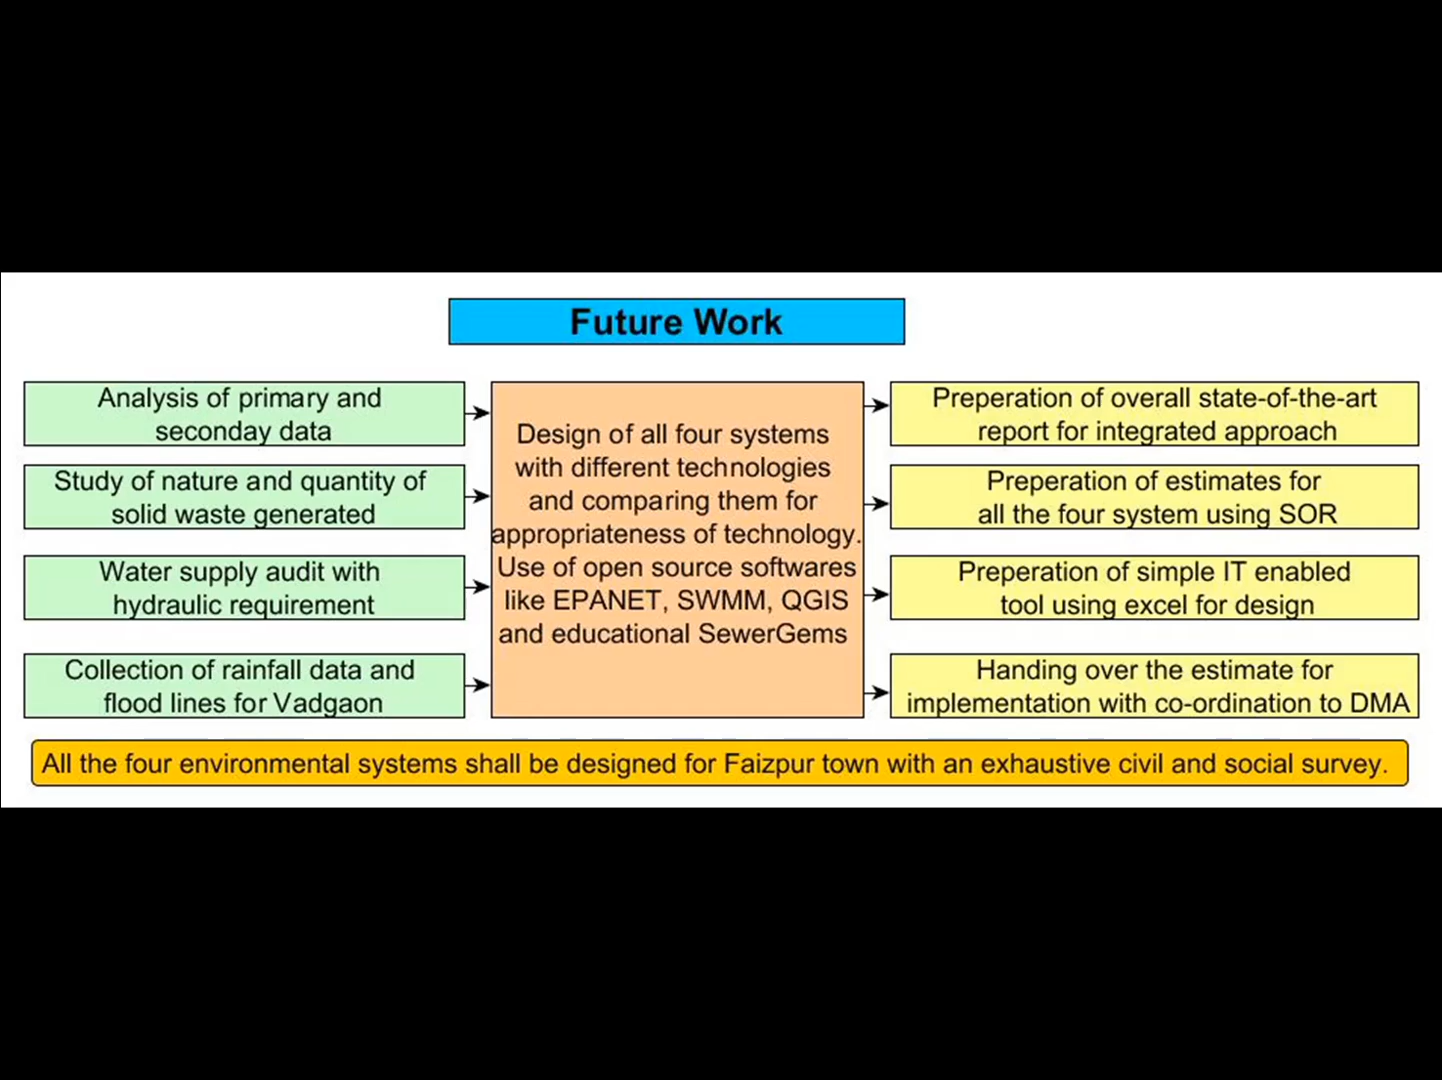 Future Work
Analysis of primary and
seconday data
Study of nature and quantity of
solid waste generated
Water supply audit with
hydraulic requirement
Collection of rainfall data and
flood lines for Vadgaon
Design of all four systems
with different technologies
and comparing them for
appropriateness of technology.
Use of open source softwares
like EPANET, SWMM, QGIS
and educational SewerGems
Preperation of overall state-of-the-art
report for integrated approach
Preperation of estimates for
all the four system using SOR
Preperation of simple IT enabled
tool using excel for design
Handing over the estimate for
implementation with co-ordination to DMA
All the four environmental systems shall be designed for Faizpur town with an exhaustive civil and social survey.